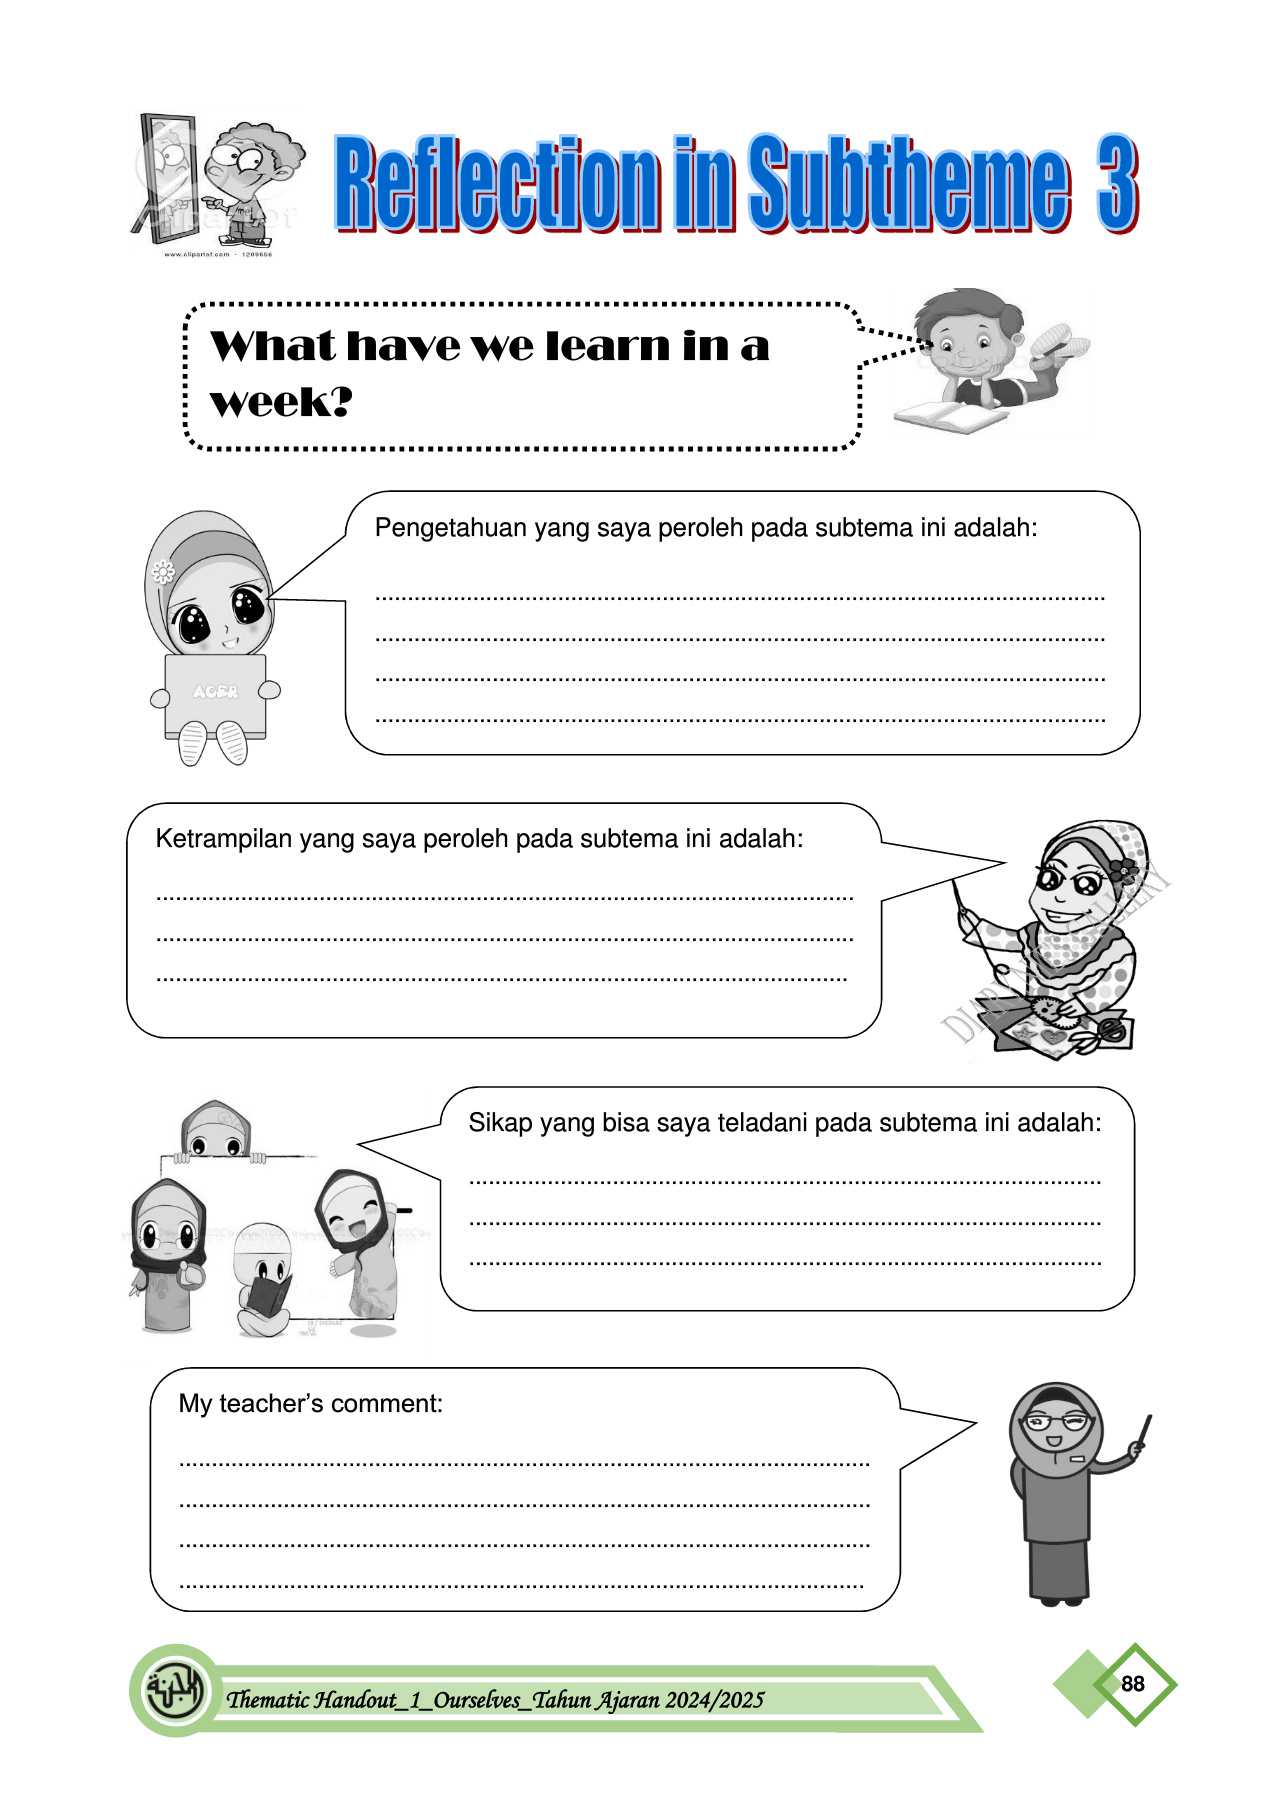 Reflection in Subtheme 3
www.clipartof.com · 1209656
What have we learn in a
week?
Pengetahuan yang saya peroleh pada subtema ini adalah:
ACER
Ketrampilan yang saya peroleh pada subtema ini adalah:
Sikap yang bisa saya teladani pada subtema ini adalah:
My teacher's comment:
Thematic Handout_1_Ourselves_Tahun Ajaran 2024/2025
88